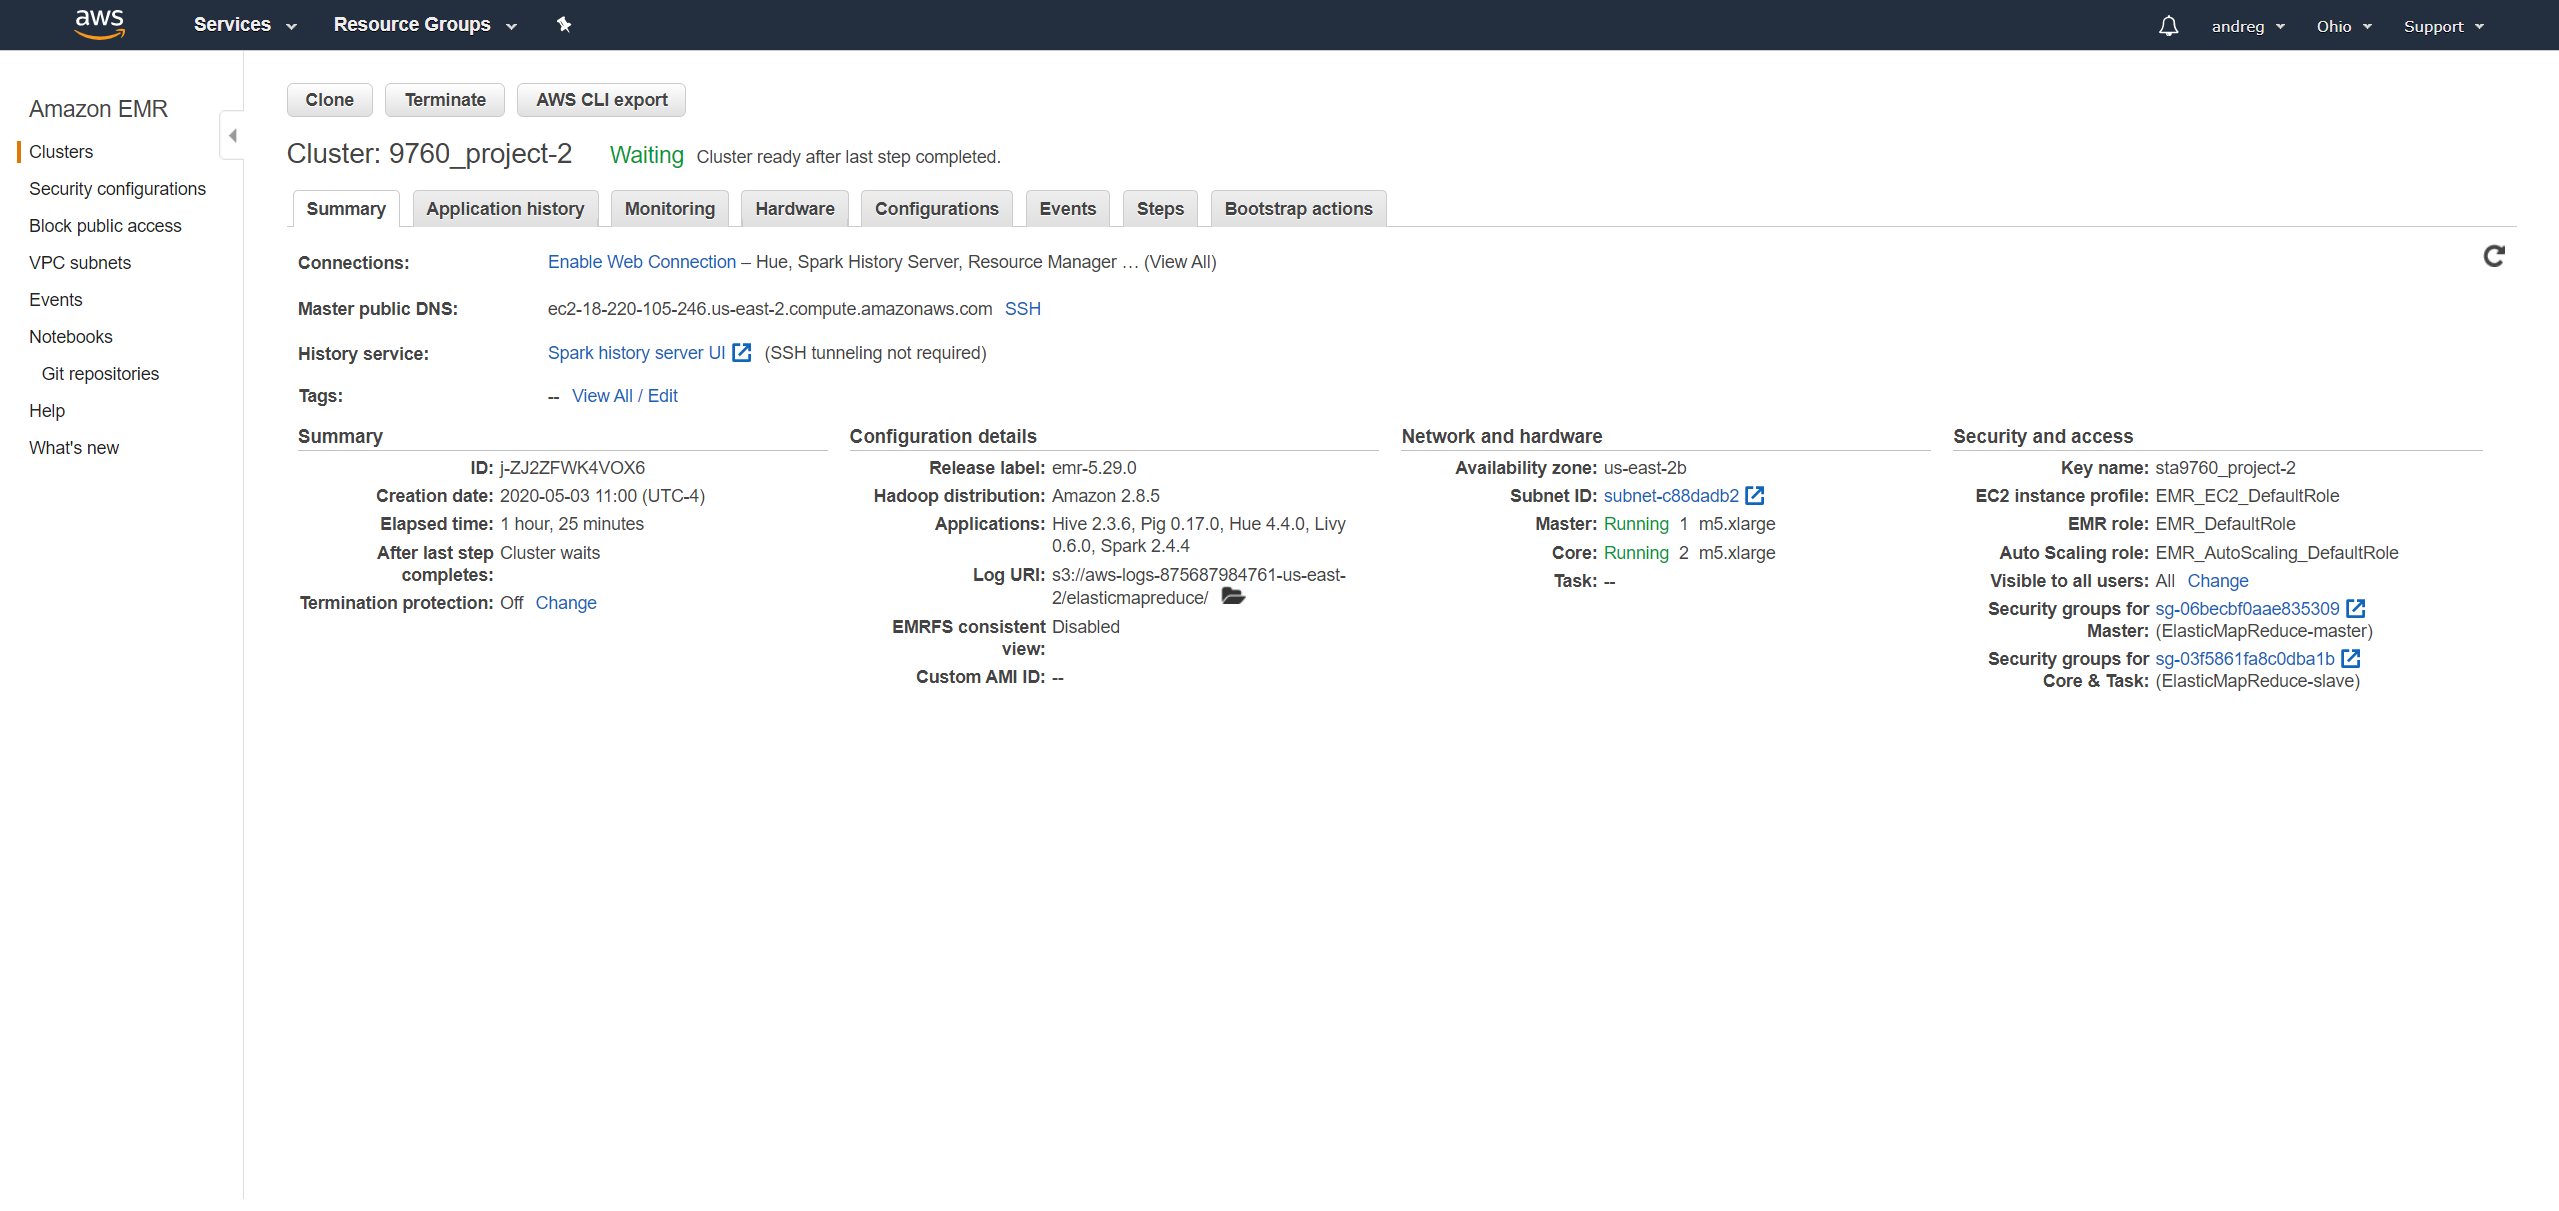 aws Services Resource Groups andreg Ohio Support
Amazon EMR
Clusters
Security configurations
Block public access
VPC subnets
Events
Notebooks
Git repositories
Help
What's new
Clone Terminate AWS CLI export
Cluster: 9760_project-2 Waiting Cluster ready after last step completed.
Summary Application history Monitoring Hardware Configurations Events Steps Bootstrap actions
Connections: Enable Web Connection – Hue, Spark History Server, Resource Manager … (View All)
Master public DNS: ec2-18-220-105-246.us-east-2.compute.amazonaws.com SSH
History service: Spark history server UI (SSH tunneling not required)
Tags: -- View All / Edit
Summary
ID: j-ZJ2ZFWK4VOX6
Creation date: 2020-05-03 11:00 (UTC-4)
Elapsed time: 1 hour, 25 minutes
After last step Cluster waits
completes:
Termination protection: Off Change
Configuration details
Release label: emr-5.29.0
Hadoop distribution: Amazon 2.8.5
Applications: Hive 2.3.6, Pig 0.17.0, Hue 4.4.0, Livy
0.6.0, Spark 2.4.4
Log URI: s3://aws-logs-875687984761-us-east-
2/elasticmapreduce/
EMRFS consistent Disabled
view:
Custom AMI ID: --
Network and hardware
Availability zone: us-east-2b
Subnet ID: subnet-c88dadb2
Master: Running 1 m5.xlarge
Core: Running 2 m5.xlarge
Task: --
Security and access
Key name: sta9760_project-2
EC2 instance profile: EMR_EC2_DefaultRole
EMR role: EMR_DefaultRole
Auto Scaling role: EMR_AutoScaling_DefaultRole
Visible to all users: All Change
Security groups for sg-06becbf0aae835309
Master: (ElasticMapReduce-master)
Security groups for sg-03f5861fa8c0dba1b
Core & Task: (ElasticMapReduce-slave)